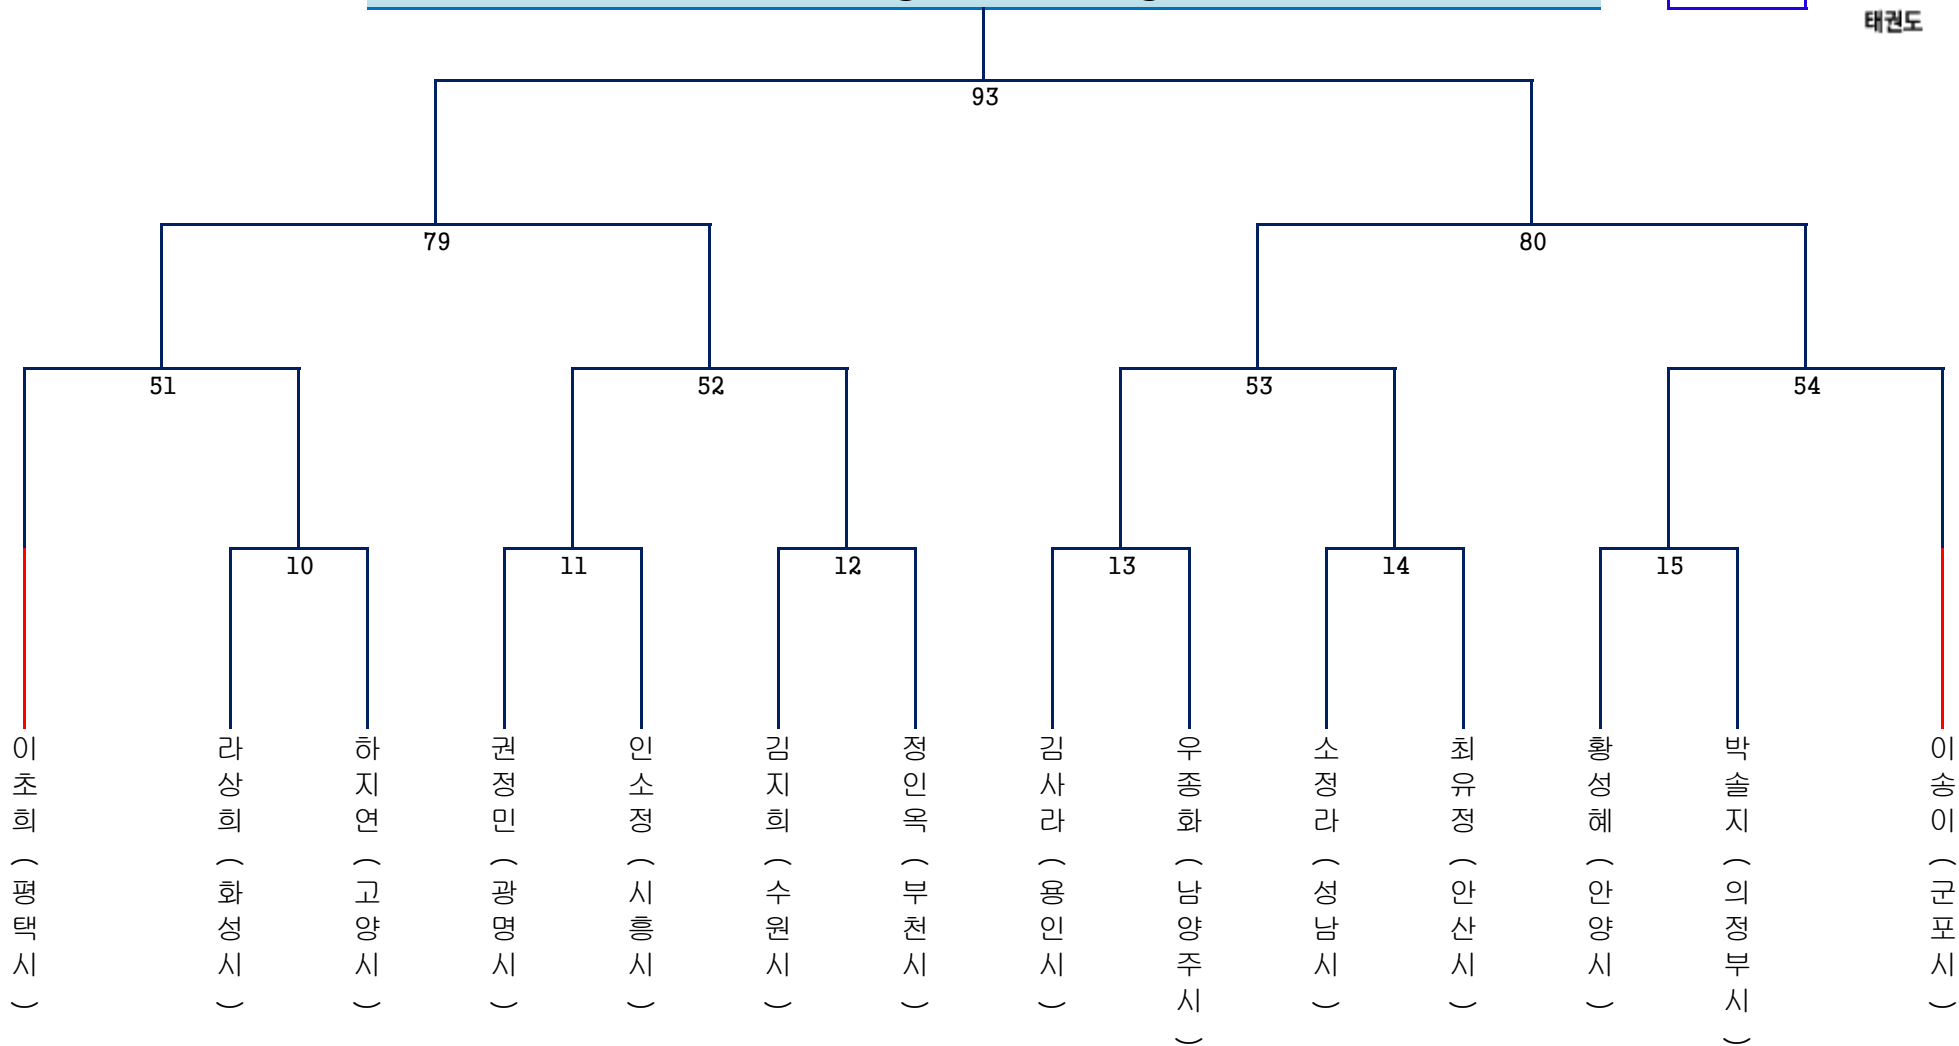 태권도
93
79
80
51
52
53
54
10
11
12
13
14
15
이초희(평택시)
라상희(화성시)
하지연(고양시)
권정민(광명시)
인소정(시흥시)
김지희(수원시)
정인옥(부천시)
김사라(용인시)
우종화(남양주시)
소정라(성남시)
최유정(안산시)
황성혜(안양시)
박솔지(의정부시)
이송이(군포시)